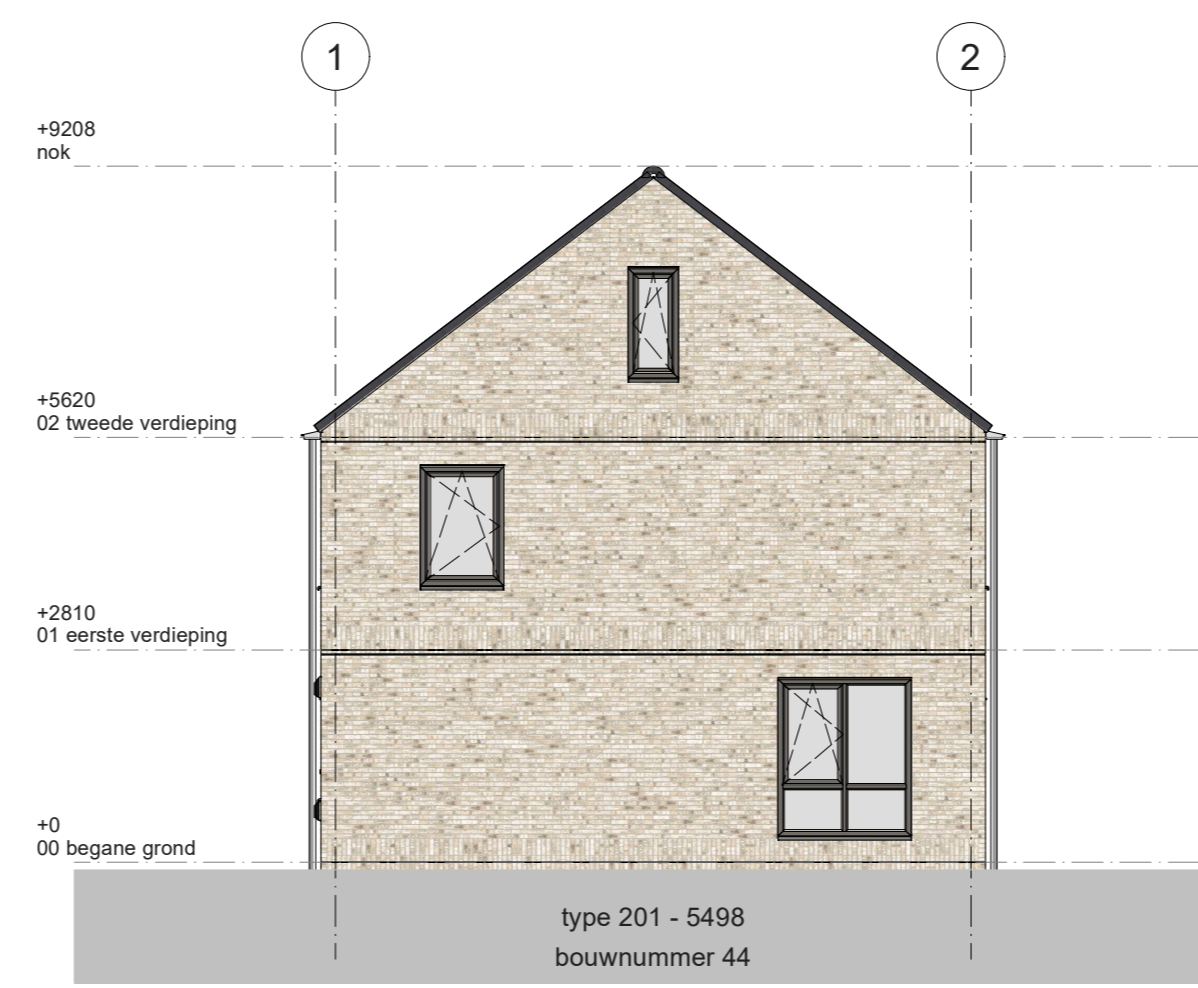 1
2
+9208
nok
+5620
02 tweede verdieping
+2810
01 eerste verdieping
+0
00 begane grond
type 201 - 5498
bouwnummer 44